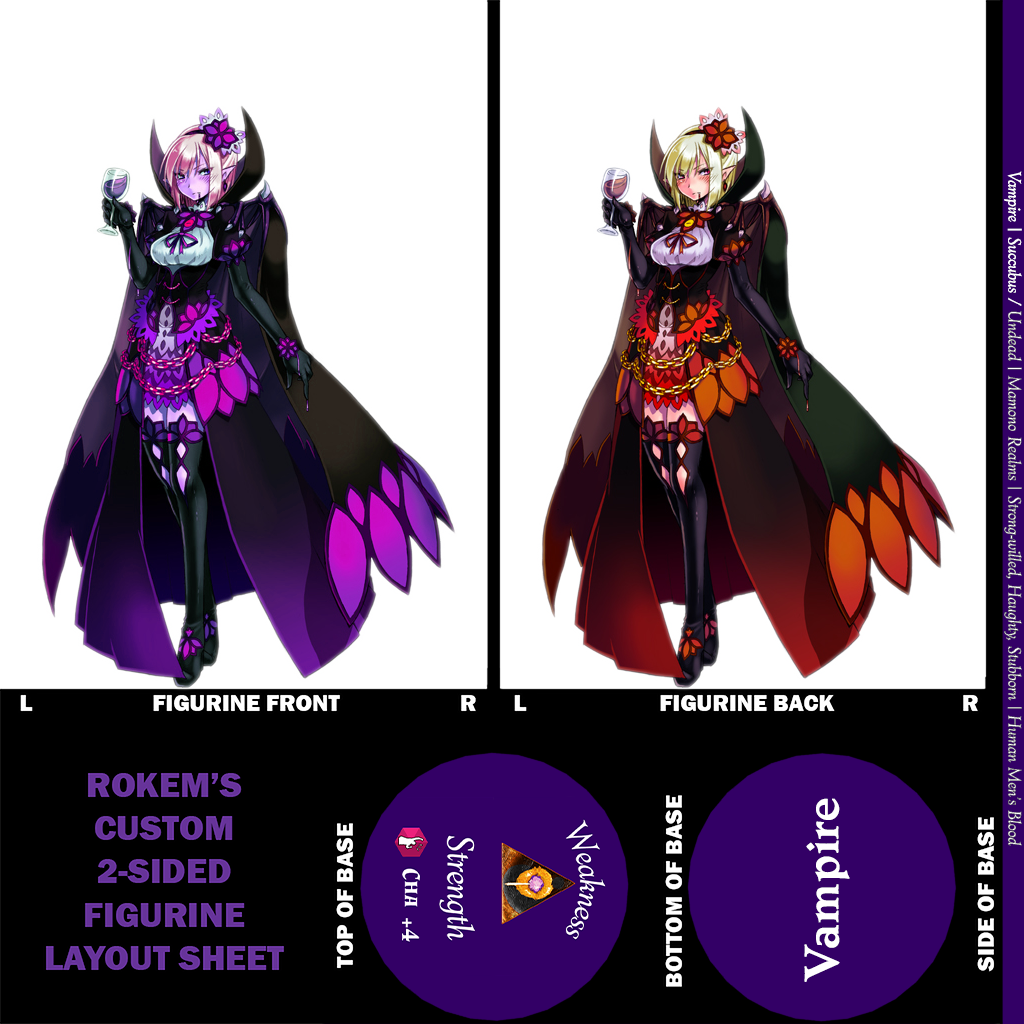 L FIGURINE FRONT R
L FIGURINE BACK R
ROKEM'S
CUSTOM
2-SIDED
FIGURINE
LAYOUT SHEET
TOP OF BASE
Weakness
Strength
CHA +4
BOTTOM OF BASE
Vampire
SIDE OF BASE
Vampire | Succubus / Undead | Mamono Realms | Strong-willed, Haughty, Stubborn | Human Men's Blood